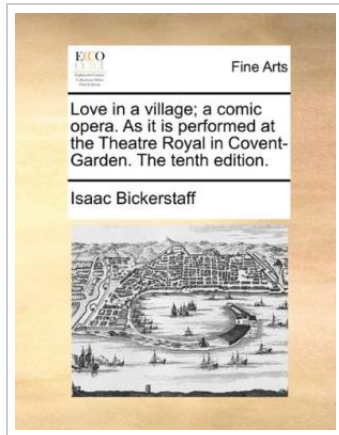 ECCO
Fine Arts
Love in a village; a comic
opera. As it is performed at
the Theatre Royal in Covent-
Garden. The tenth edition.
Isaac Bickerstaff